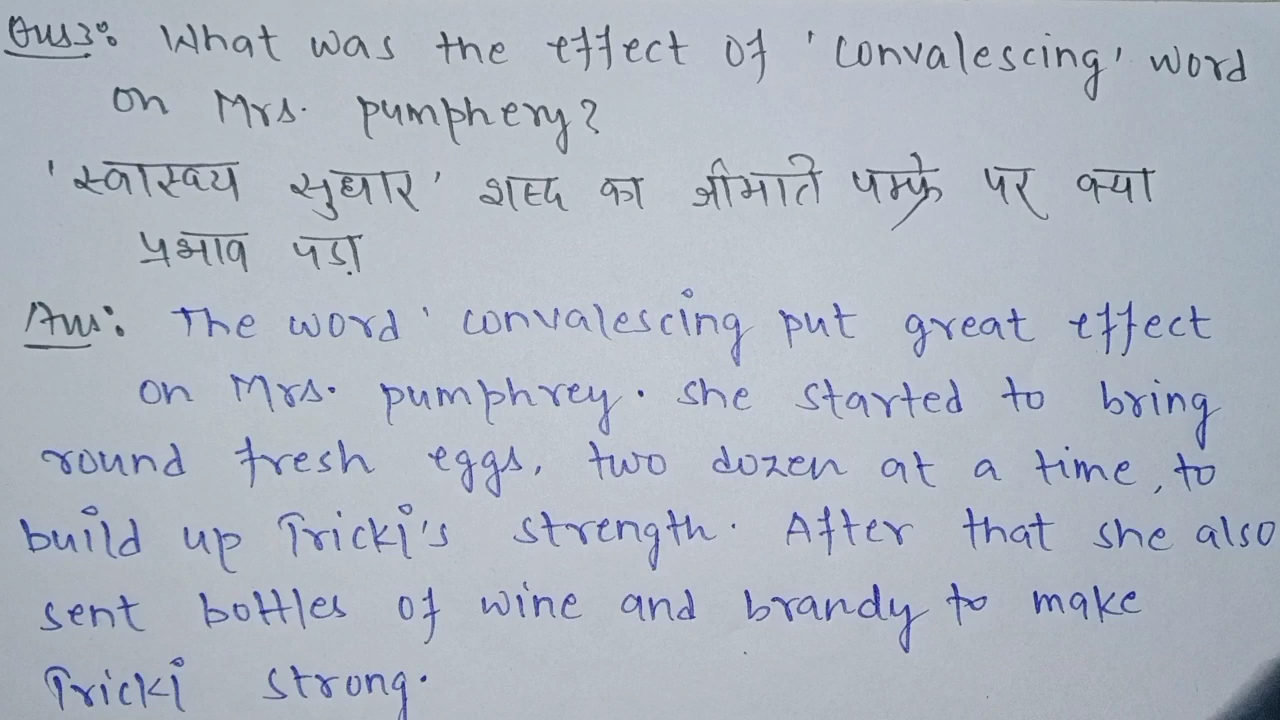 Qus3: What was the effect of 'convalescing' word
on Mrs. pumphery?
'स्वास्थ्य सुधार' शब्द का श्रीमति पम्फ्रे पर क्या
प्रभाव पड़ा
Ans: The word 'convalescing put great effect
on Mrs. pumphrey. she started to bring
round fresh eggs, two dozen at a time, to
build up Tricki's strength. After that she also
sent bottles of wine and brandy to make
Tricki strong.